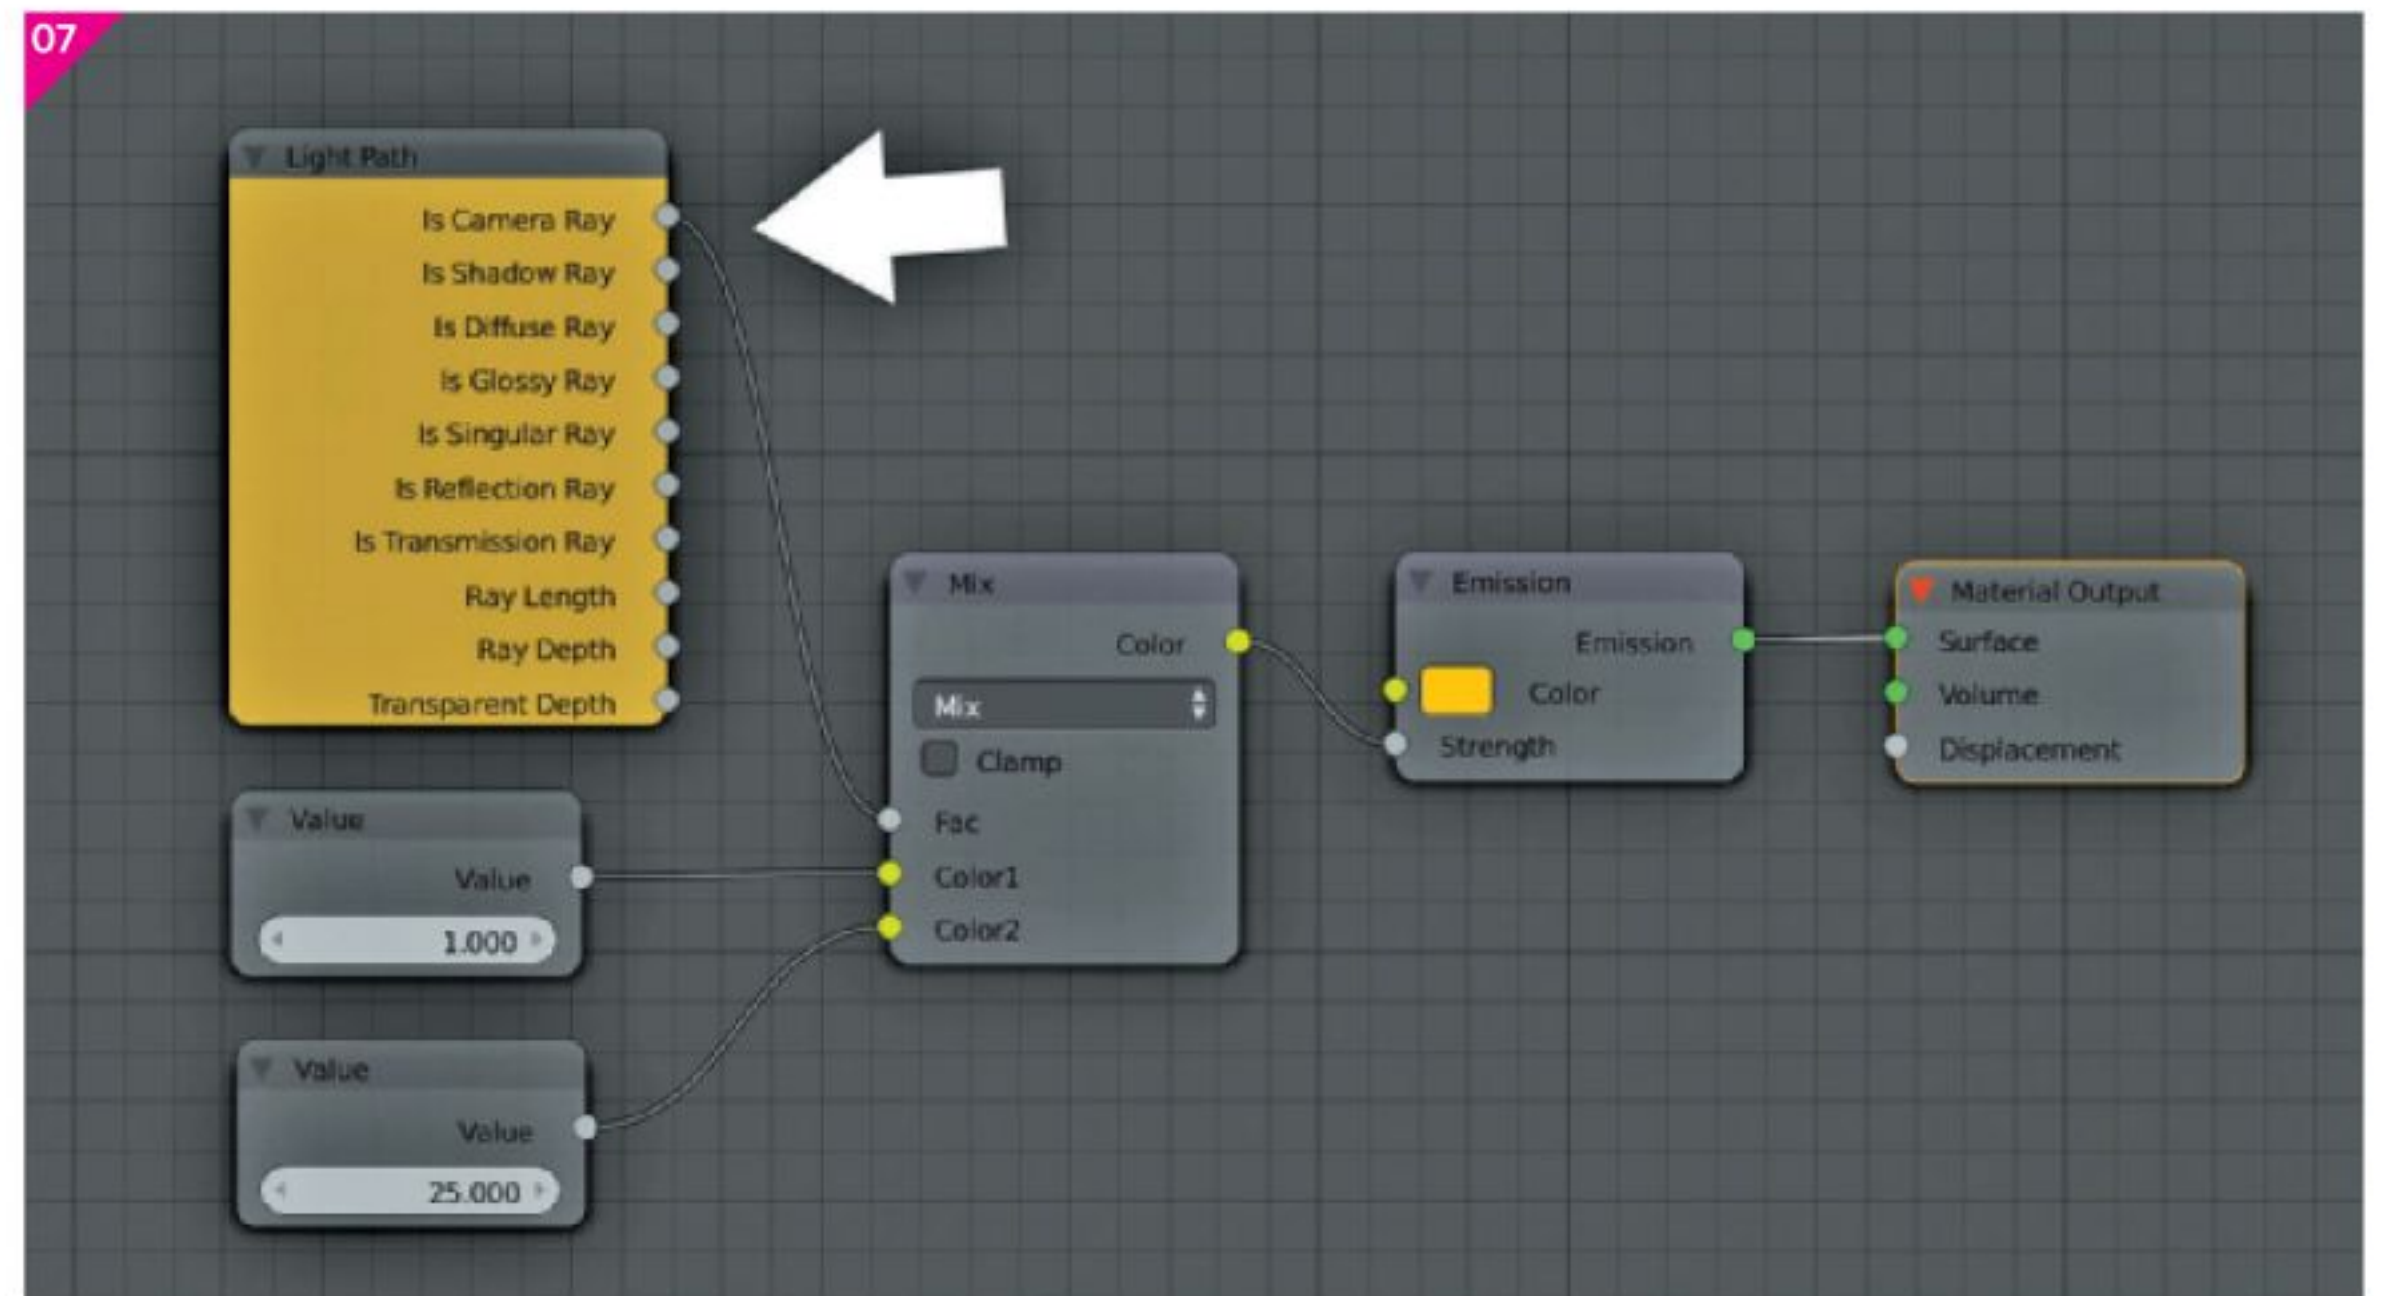 07
Light Path
Is Camera Ray
Is Shadow Ray
Is Diffuse Ray
Is Glossy Ray
Is Singular Ray
Is Reflection Ray
Is Transmission Ray
Ray Length
Ray Depth
Transparent Depth
Value
Value
1.000
Value
Value
25.000
Mix
Color
Mix
Clamp
Fac
Color1
Color2
Emission
Emission
Color
Strength
Material Output
Surface
Volume
Displacement